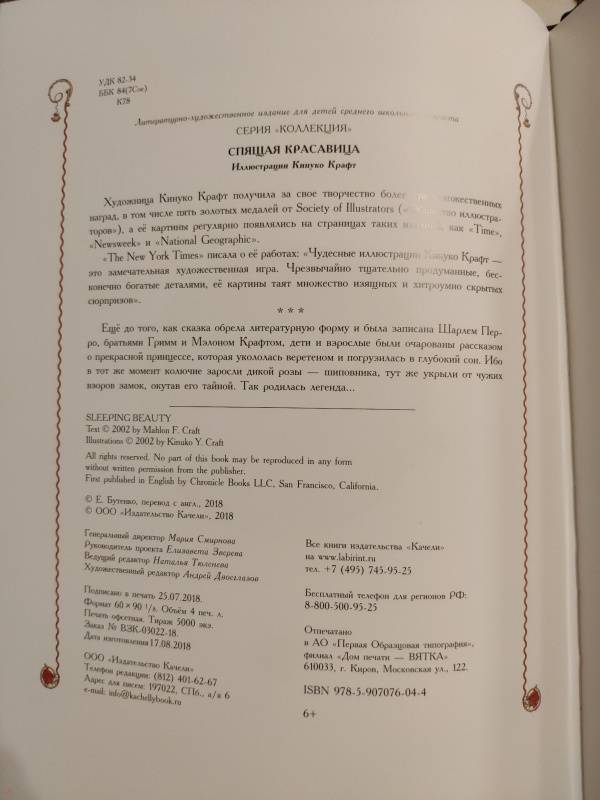 УДК 82-34
ББК 84(7Сое)
К78
Литературно-художественное издание для детей среднего школьного
СЕРИЯ «КОЛЛЕКЦИЯ»
СПЯЩАЯ КРАСАВИЦА
Иллюстрации Кинуко Крафт
Художница Кинуко Крафт получила за свое творчество более
наград, в том числе пять золотых медалей от Society of Illustrators
торов»), а её картины регулярно появлялись на страницах таких как «Time»,
«Newsweek» и «National Geographic».
«The New York Times» писала о её работах: «Чудесные иллюстрации Кинуко Крафт —
это замечательная художественная игра. Чрезвычайно тщательно продуманные, бес-
конечно богатые деталями, её картины таят множество изящных и хитроумно скрытых
сюрпризов».
* * *
Ещё до того, как сказка обрела литературную форму и была записана Шарлем Пер-
ро, братьями Гримм и Мэлоном Крафтом, дети и взрослые были очарованы рассказом
о прекрасной принцессе, которая укололась веретеном и погрузилась в глубокий сон. Ибо
в тот же момент колючие заросли дикой розы — шиповника, тут же укрыли от чужих
взоров замок, окутав его тайной. Так родилась легенда...
SLEEPING BEAUTY
Text © 2002 by Mahlon F. Craft
Illustrations © 2002 by Kinuko Y. Craft
All rights reserved. No part of this book may be reproduced in any form
without written permission from the publisher.
First published in English by Chronicle Books LLC, San Francisco, California.
© Е. Бутенко, перевод с англ., 2018
© ООО «Издательство Качели», 2018
Генеральный директор Мария Смирнова
Руководитель проекта Елизавета Зверева
Ведущий редактор Наталья Тюленева
Художественный редактор Андрей Двоеглазов
Подписано в печать 25.07.2018.
Формат 60 × 90 1/8. Объём 4 печ. л.
Печать офсетная. Тираж 5000 экз.
Заказ № ВЗК-03022-18.
Дата изготовления 17.08.2018
ООО «Издательство Качели»
Телефон редакции: (812) 401-62-67
Адрес для писем: 197022, СПб., а/я 6
e-mail: info@kachellybook.ru
Все книги издательства «Качели»
на www.labirint.ru
тел. +7 (495) 745-95-25
Бесплатный телефон для регионов РФ:
8-800-500-95-25
Отпечатано
в АО «Первая Образцовая типография»,
филиал «Дом печати — ВЯТКА»
610033, г. Киров, Московская ул., 122.
ISBN 978-5-907076-04-4
6+